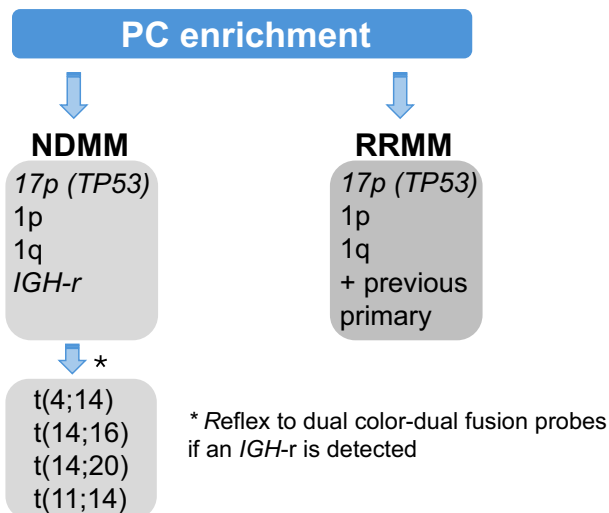 PC enrichment
NDMM
17p (TP53)
1p
1q
IGH-r
*
t(4;14)
t(14;16)
t(14;20)
t(11;14)
RRMM
17p (TP53)
1p
1q
+ previous
primary
* Reflex to dual color-dual fusion probes
if an IGH-r is detected